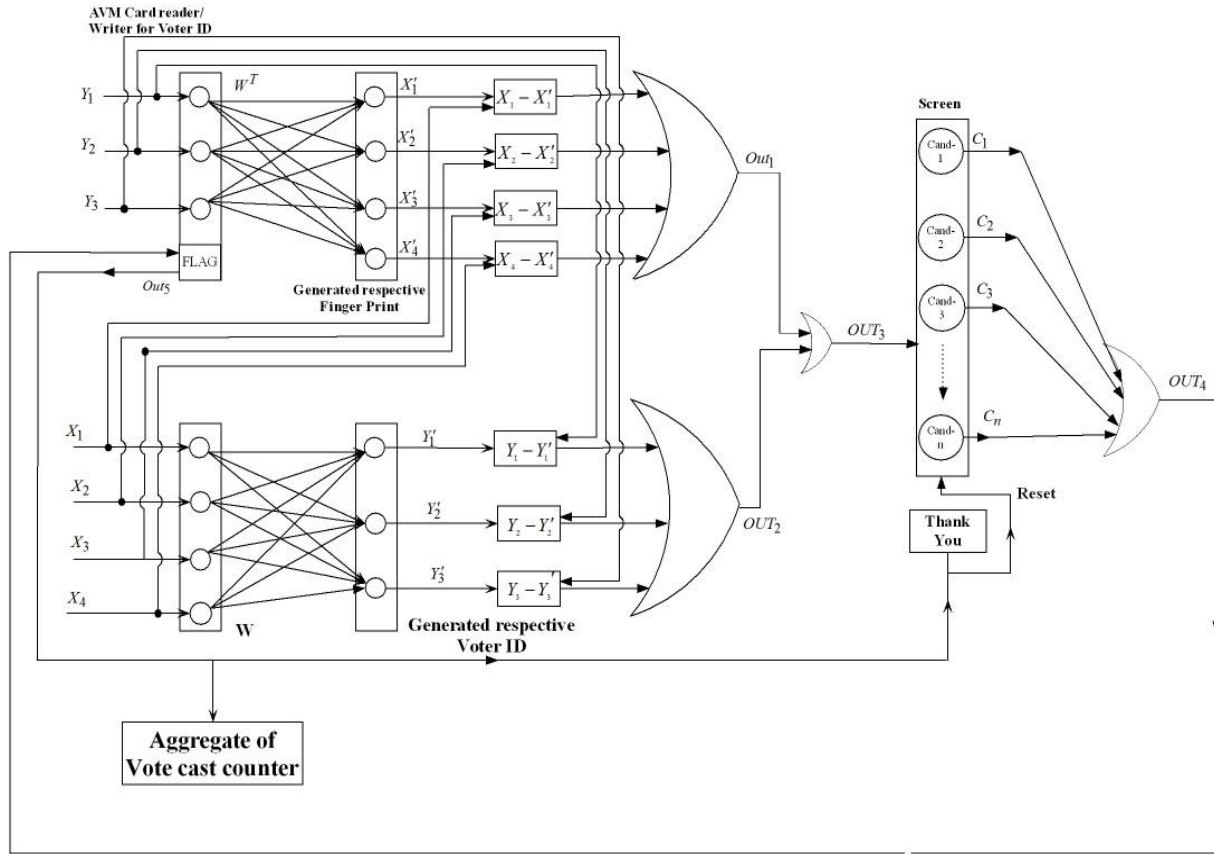 AVM Card reader/
Writer for Voter ID
Y1
Y2
Y3
W^T
FLAG
Out5
X′1
X′2
X′3
X′4
Generated respective
Finger Print
X1 − X′1
X2 − X′2
X3 − X′3
X4 − X′4
Out1
X1
X2
X3
X4
W
Y′1
Y′2
Y′3
Generated respective
Voter ID
Y1 − Y′1
Y2 − Y′2
Y3 − Y′3
OUT2
OUT3
Screen
Cand-
1
Cand-
2
Cand-
3
Cand-
n
C1
C2
C3
Cn
OUT4
Reset
Thank
You
Aggregate of
Vote cast counter